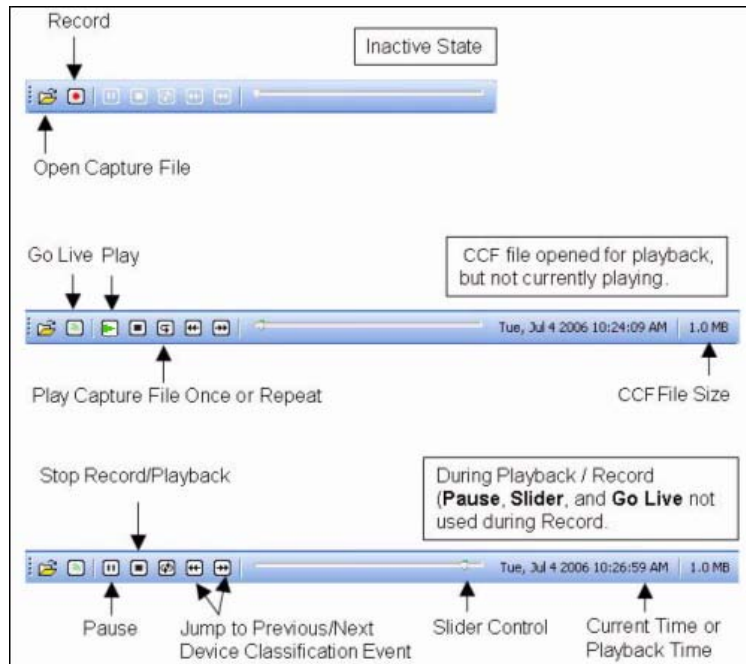 Record
Inactive State
Open Capture File
Go Live Play
CCF file opened for playback,
but not currently playing.
Tue, Jul 4 2006 10:24:09 AM 1.0 MB
Play Capture File Once or Repeat
CCF File Size
Stop Record/Playback
During Playback / Record
(Pause, Slider, and Go Live not
used during Record.
Tue, Jul 4 2006 10:26:59 AM 1.0 MB
Pause
Jump to Previous/Next
Device Classification Event
Slider Control
Current Time or
Playback Time